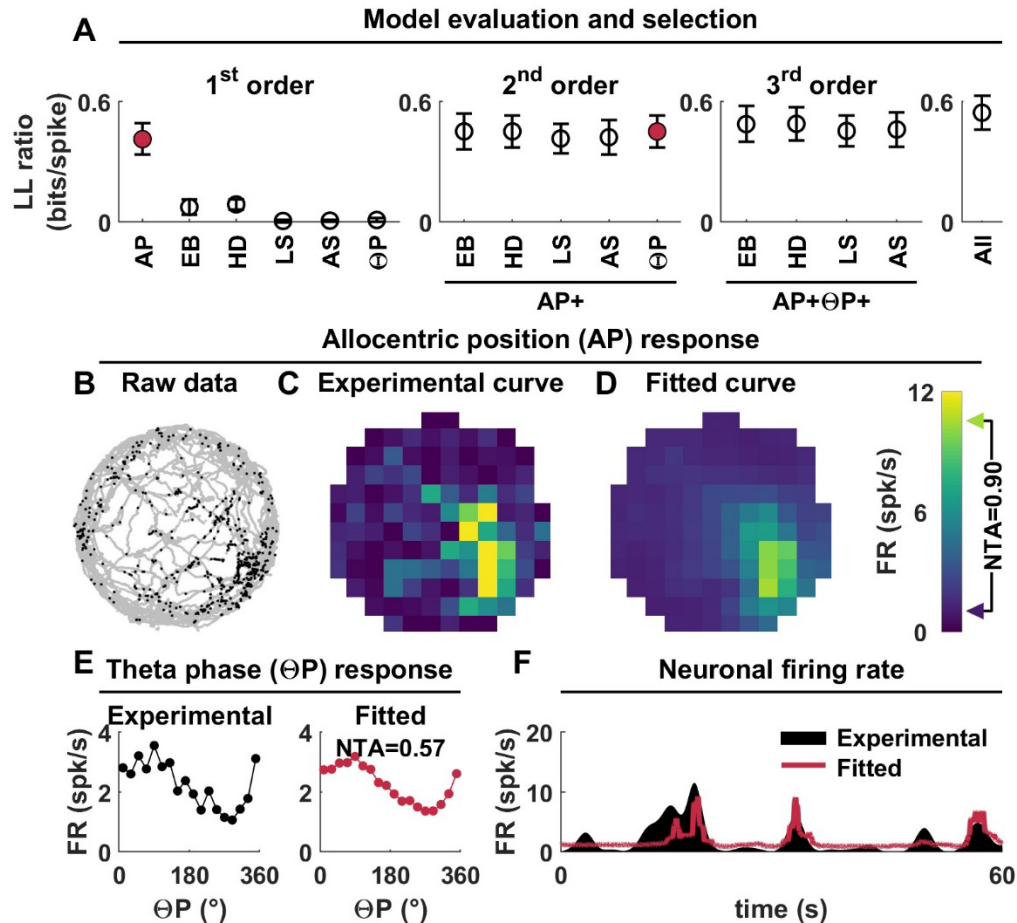 A
Model evaluation and selection
1st order
2nd order
3rd order
LL ratio
(bits/spike)
0.6
0
AP
EB
HD
LS
AS
ΘP
0.6
0
EB
HD
LS
AS
ΘP
AP+
0.6
0
EB
HD
LS
AS
AP+ΘP+
0.6
0
All
Allocentric position (AP) response
B Raw data
C Experimental curve
D Fitted curve
FR (spk/s)
12
6
0
NTA=0.90
E Theta phase (ΘP) response
Experimental
FR (spk/s)
4
2
0
0 180 360
ΘP (°)
Fitted
NTA=0.57
4
2
0
0 180 360
ΘP (°)
F Neuronal firing rate
FR (spk/s)
20
10
0
Experimental
Fitted
0 60
time (s)